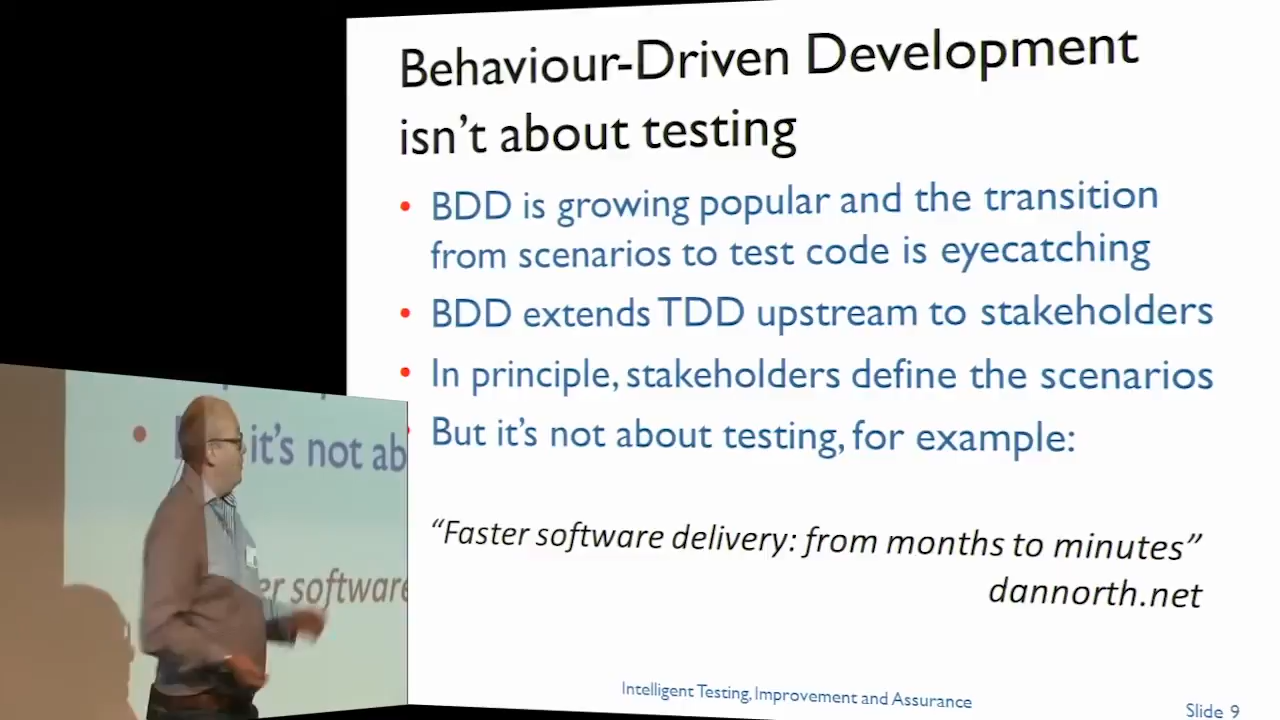 Behaviour-Driven Development
isn't about testing
• BDD is growing popular and the transition
from scenarios to test code is eyecatching
• BDD extends TDD upstream to stakeholders
• In principle, stakeholders define the scenarios
• But it's not about testing, for example:
“Faster software delivery: from months to minutes”
dannorth.net
Intelligent Testing, Improvement and Assurance
Slide 9
it's not ab
er software